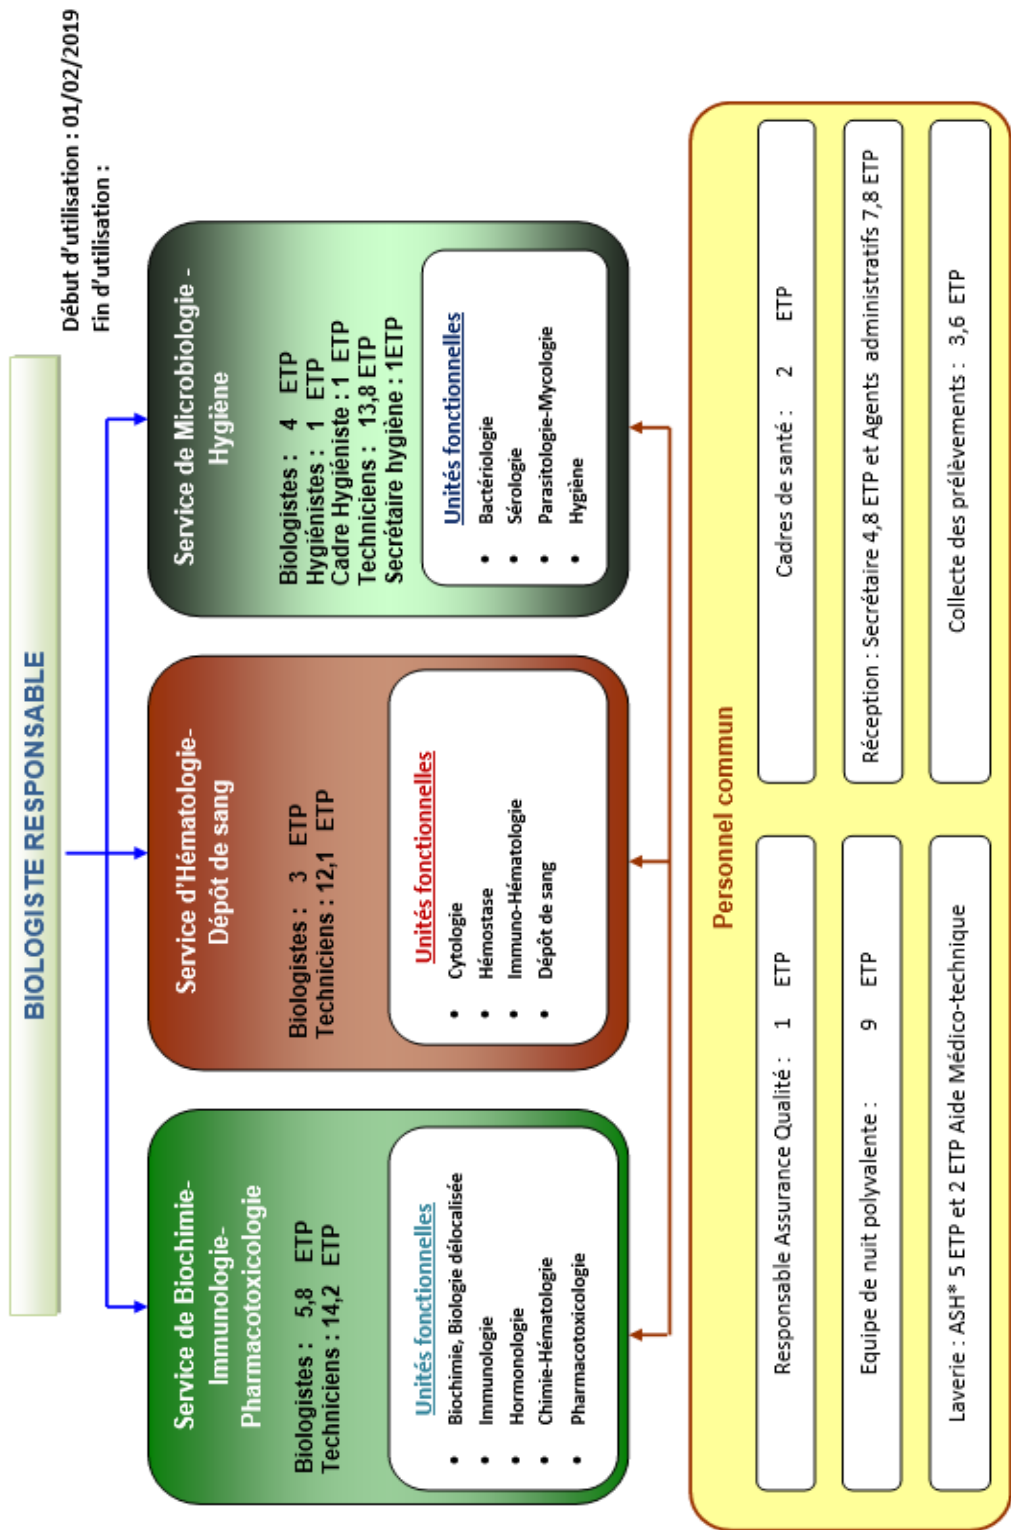 BIOLOGISTE RESPONSABLE
Début d'utilisation : 01/02/2019
Fin d'utilisation :
Service de Biochimie-
Immunologie-
Pharmacotoxicologie
Biologistes : 5,8 ETP
Techniciens : 14,2 ETP
Unités fonctionnelles
• Biochimie, Biologie délocalisée
• Immunologie
• Hormonologie
• Chimie-Hématologie
• Pharmacotoxicologie
Service d'Hématologie-
Dépôt de sang
Biologistes : 3 ETP
Techniciens : 12,1 ETP
Unités fonctionnelles
• Cytologie
• Hémostase
• Immuno-Hématologie
• Dépôt de sang
Service de Microbiologie -
Hygiène
Biologistes : 4 ETP
Hygiénistes : 1 ETP
Cadre Hygiéniste : 1 ETP
Techniciens : 13,8 ETP
Secrétaire hygiène : 1ETP
Unités fonctionnelles
• Bactériologie
• Sérologie
• Parasitologie-Mycologie
• Hygiène
Personnel commun
Responsable Assurance Qualité : 1 ETP
Cadres de santé : 2 ETP
Equipe de nuit polyvalente : 9 ETP
Réception : Secrétaire 4,8 ETP et Agents administratifs 7,8 ETP
Laverie : ASH* 5 ETP et 2 ETP Aide Médico-technique
Collecte des prélèvements : 3,6 ETP